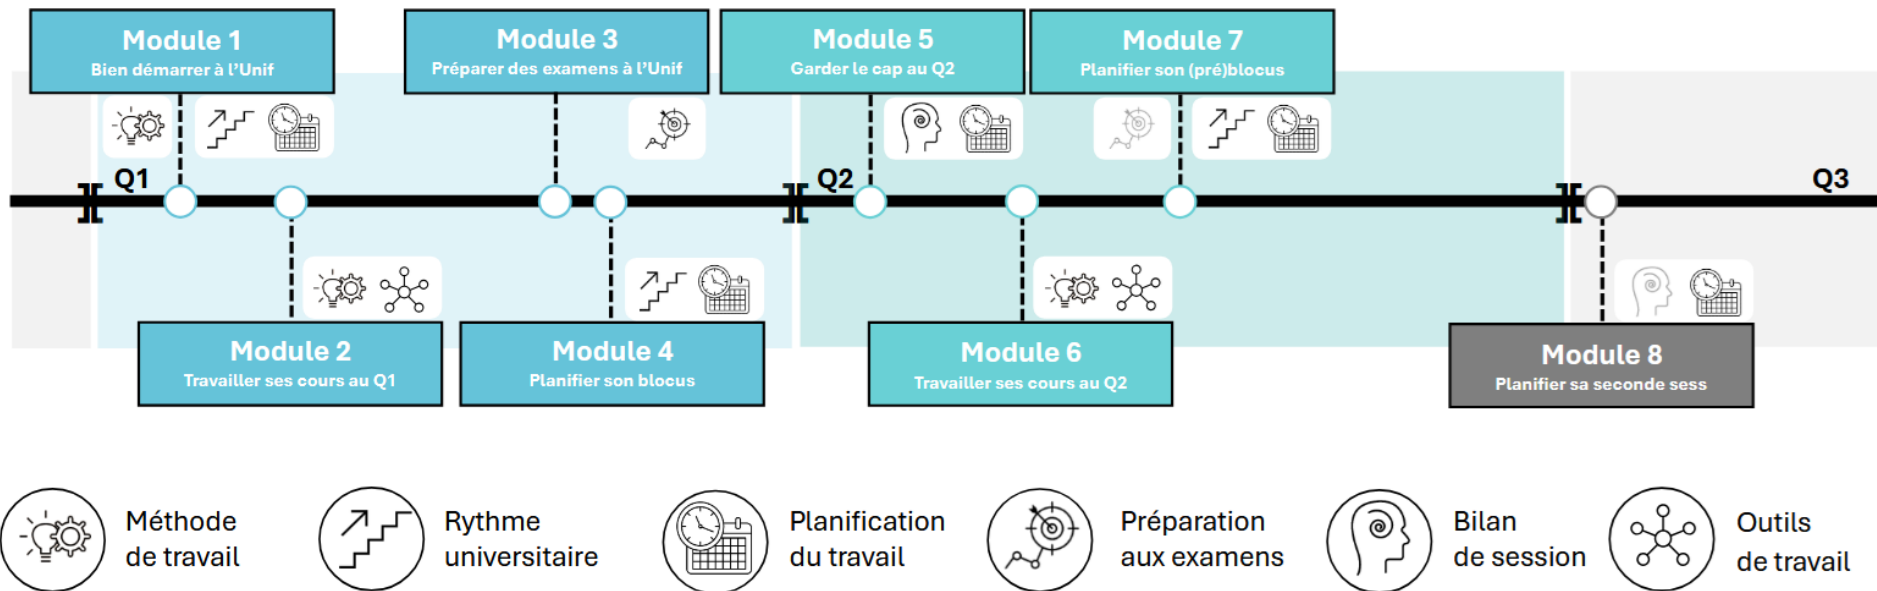 Module 1
Bien démarrer à l'Unif
Module 3
Préparer des examens à l'Unif
Module 5
Garder le cap au Q2
Module 7
Planifier son (pré)blocus
Q1
Q2
Q3
Module 2
Travailler ses cours au Q1
Module 4
Planifier son blocus
Module 6
Travailler ses cours au Q2
Module 8
Planifier sa seconde sess
Méthode
de travail
Rythme
universitaire
Planification
du travail
Préparation
aux examens
Bilan
de session
Outils
de travail